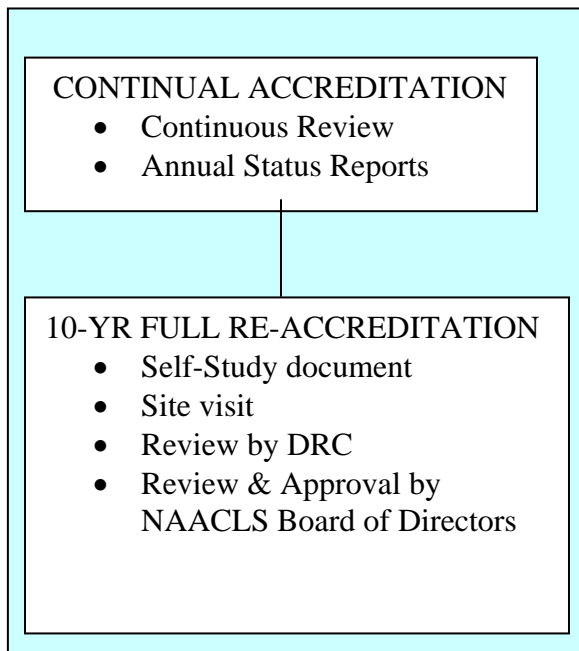 CONTINUAL ACCREDITATION
• Continuous Review
• Annual Status Reports
10-YR FULL RE-ACCREDITATION
• Self-Study document
• Site visit
• Review by DRC
• Review & Approval by
NAACLS Board of Directors